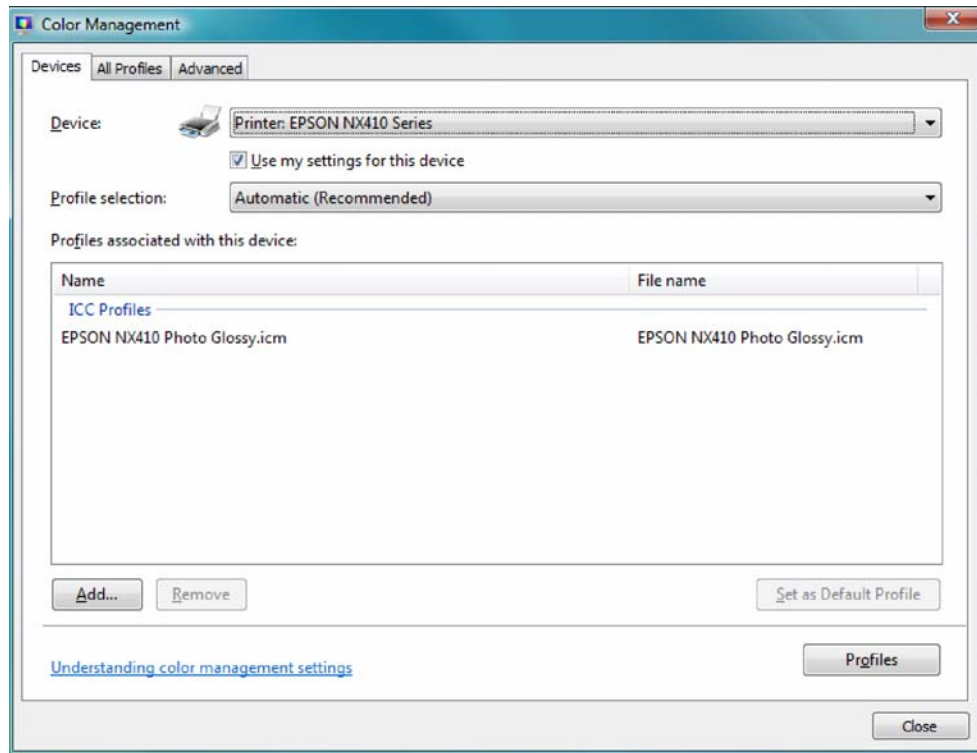 Color Management
Devices All Profiles Advanced
Device: Printer: EPSON NX410 Series
Use my settings for this device
Profile selection: Automatic (Recommended)
Profiles associated with this device:
Name File name
ICC Profiles
EPSON NX410 Photo Glossy.icm EPSON NX410 Photo Glossy.icm
Add... Remove Set as Default Profile
Understanding color management settings Profiles
Close